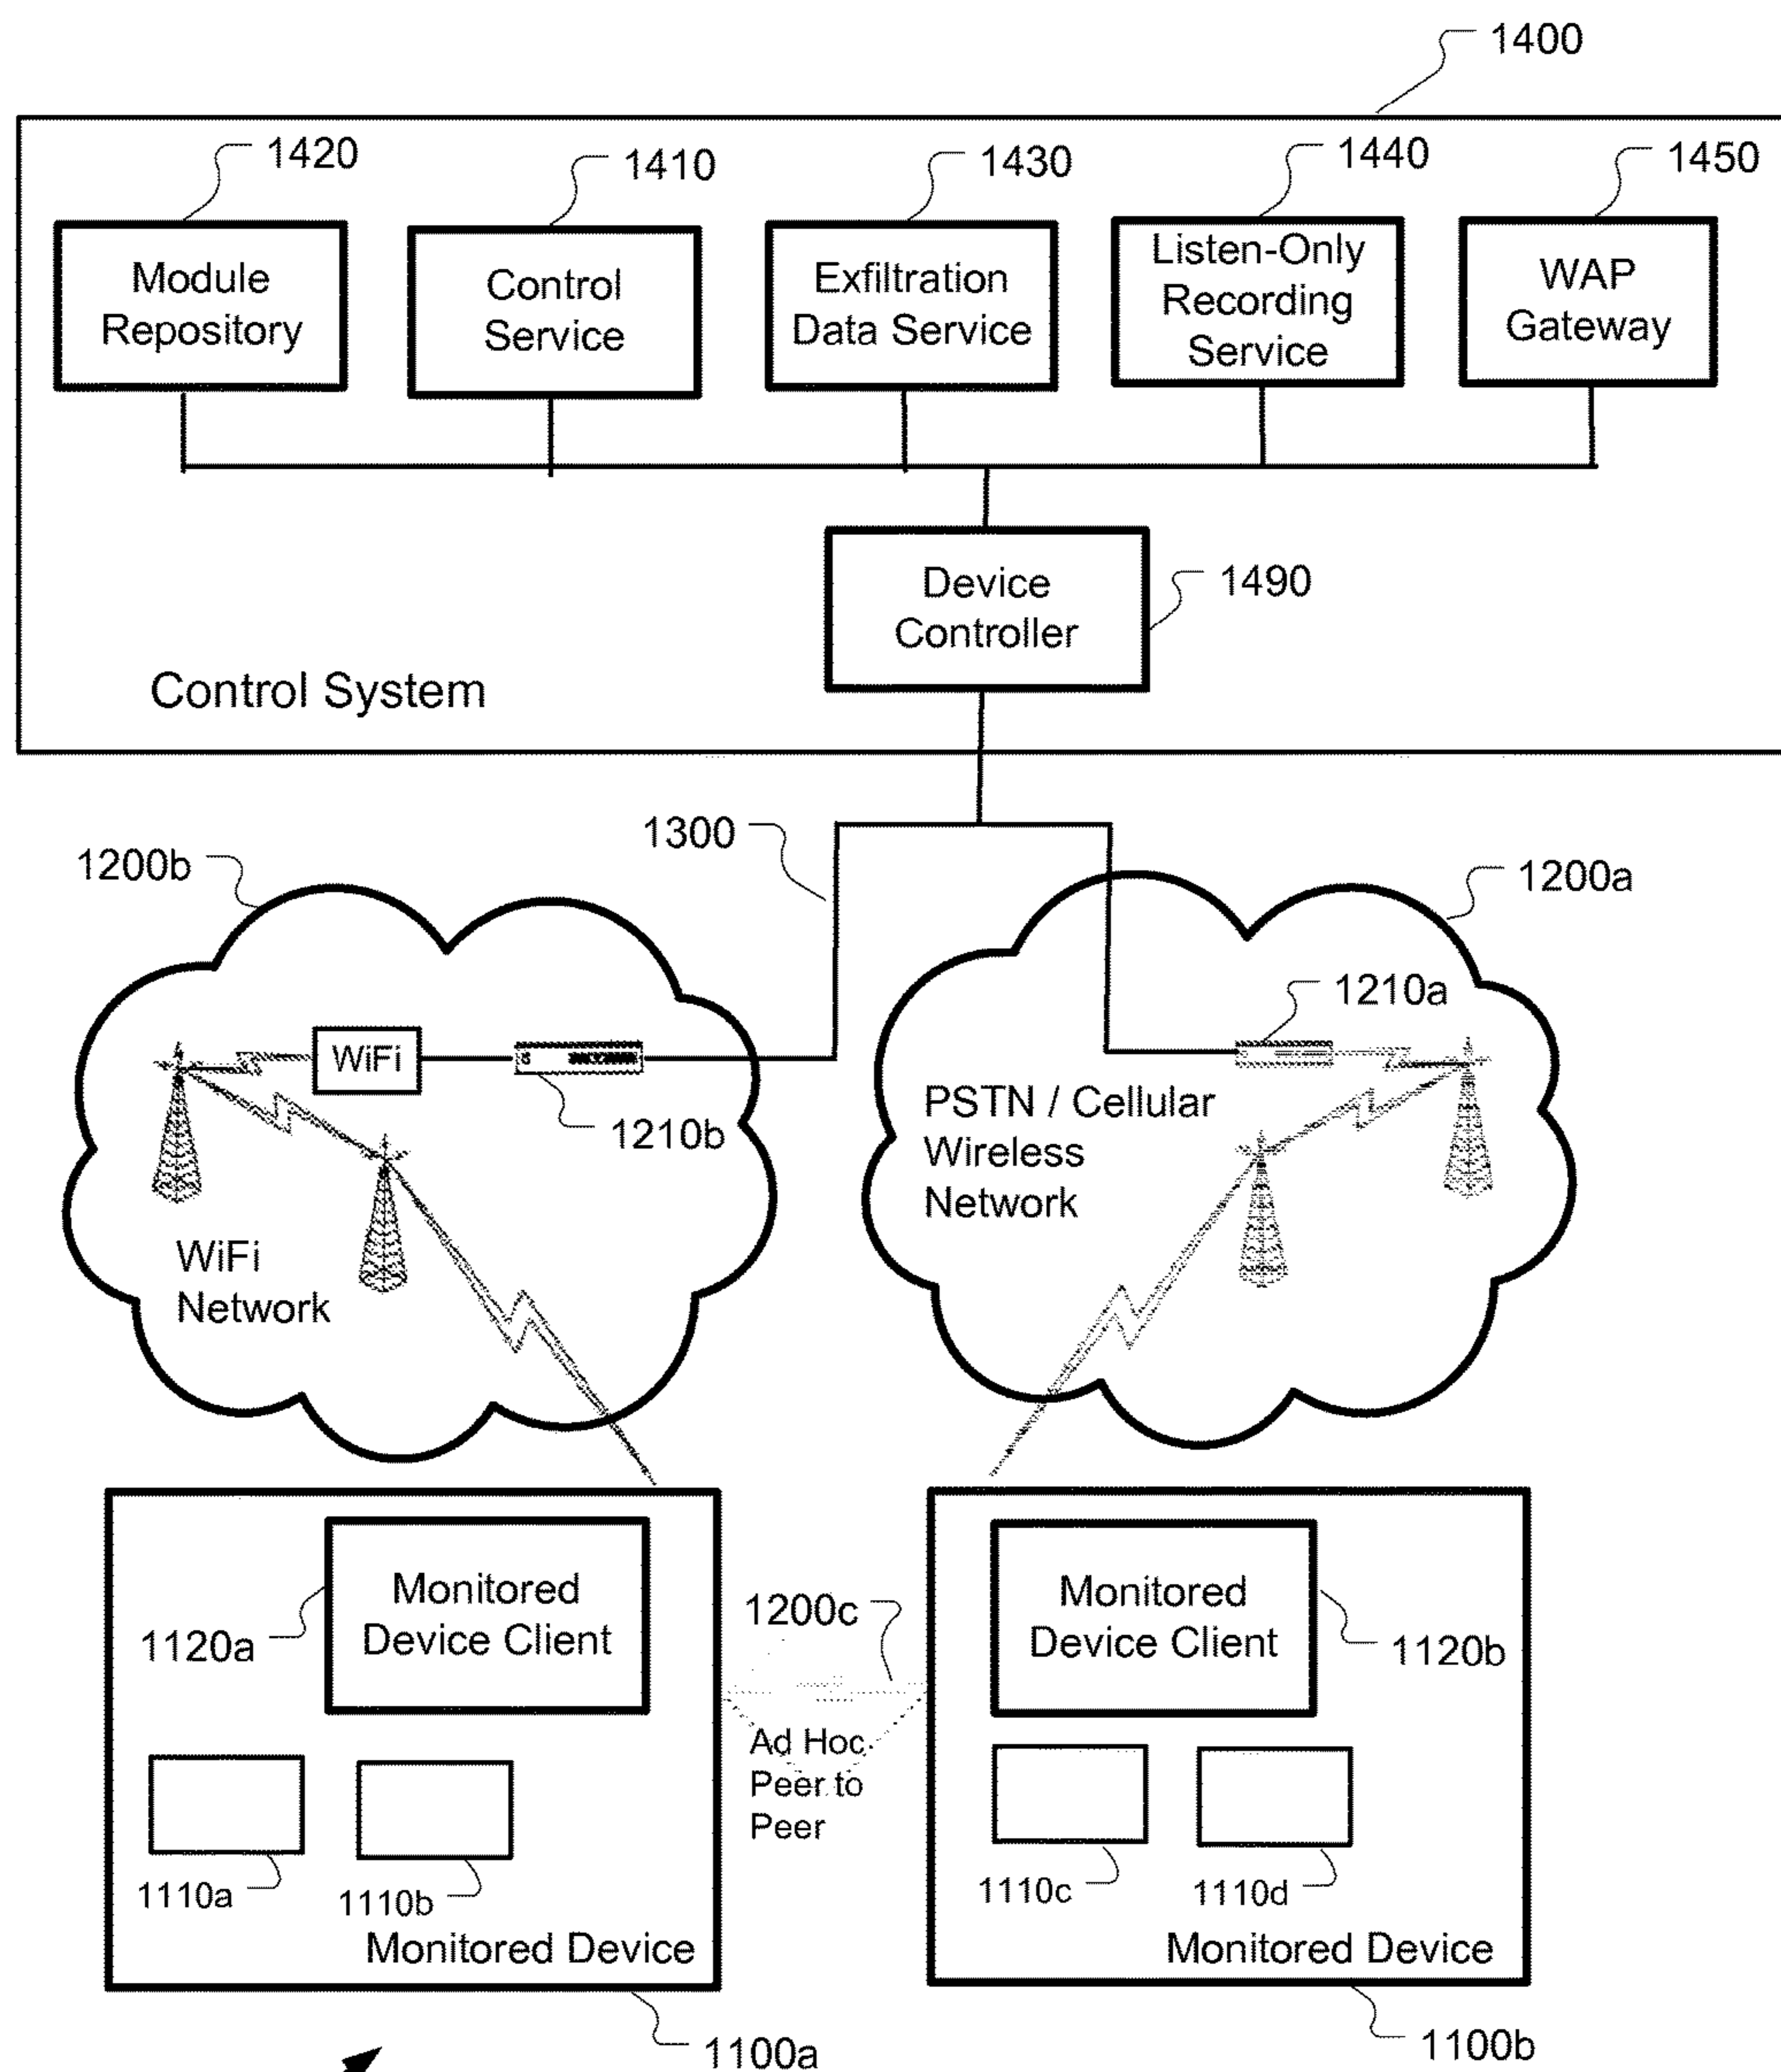 1400
1420
1410
1430
1440
1450
Module
Repository
Control
Service
Exfiltration
Data Service
Listen-Only
Recording
Service
WAP
Gateway
Device
Controller
1490
Control System
1300
1200b
1200a
1210a
WiFi
1210b
PSTN / Cellular
Wireless
Network
WiFi
Network
Monitored
Device Client
1120a
1200c
Monitored
Device Client
1120b
Ad Hoc
Peer to
Peer
1110a
1110b
1110c
1110d
Monitored Device
Monitored Device
1100a
1100b